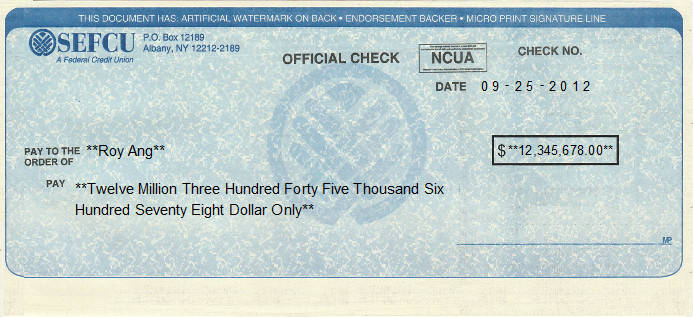 THIS DOCUMENT HAS: ARTIFICIAL WATERMARK ON BACK • ENDORSEMENT BACKER • MICRO PRINT SIGNATURE LINE
SEFCU
A Federal Credit Union
P.O. Box 12189
Albany, NY 12212-2189
OFFICIAL CHECK
NCUA
CHECK NO.
DATE 09-25-2012
PAY TO THE
ORDER OF **Roy Ang**
$**12,345,678.00**
PAY **Twelve Million Three Hundred Forty Five Thousand Six
Hundred Seventy Eight Dollar Only**
MP